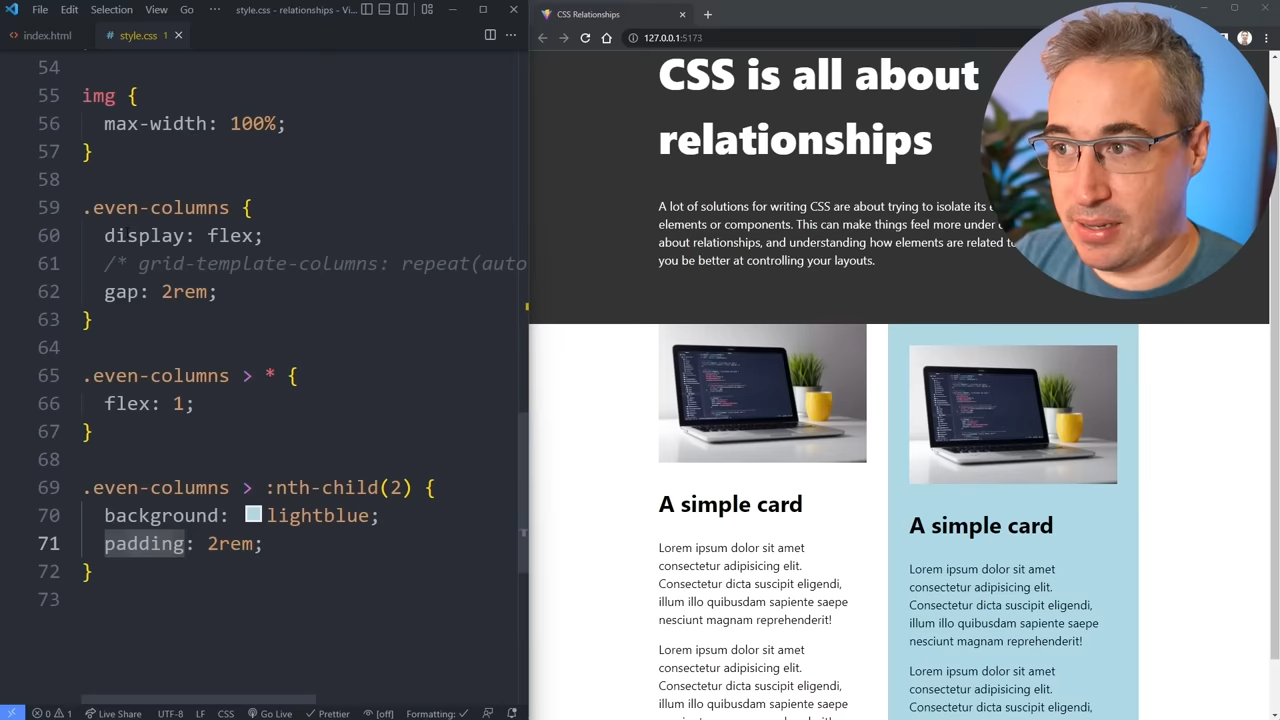 File Edit Selection View Go ··· style.css - relationships - Vi...
index.html
style.css 1
54
55 img {
56 max-width: 100%;
57 }
58
59 .even-columns {
60 display: flex;
61 /* grid-template-columns: repeat(auto
62 gap: 2rem;
63 }
64
65 .even-columns > * {
66 flex: 1;
67 }
68
69 .even-columns > :nth-child(2) {
70 background: lightblue;
71 padding: 2rem;
72 }
73
0 1 Live Share UTF-8 LF CSS Go Live Prettier [off] Formatting:
CSS Relationships
127.0.0.1:5173
CSS is all about
relationships
A lot of solutions for writing CSS are about trying to isolate its
elements or components. This can make things feel more under
about relationships, and understanding how elements are related to
you be better at controlling your layouts.
A simple card
Lorem ipsum dolor sit amet
consectetur adipisicing elit.
Consectetur dicta suscipit eligendi,
illum illo quibusdam sapiente saepe
nesciunt magnam reprehenderit!
Lorem ipsum dolor sit amet
consectetur adipisicing elit.
Consectetur dicta suscipit eligendi,
illum illo quibusdam sapiente saepe
A simple card
Lorem ipsum dolor sit amet
consectetur adipisicing elit.
Consectetur dicta suscipit eligendi,
illum illo quibusdam sapiente saepe
nesciunt magnam reprehenderit!
Lorem ipsum dolor sit amet
consectetur adipisicing elit.
Consectetur dicta suscipit eligendi,